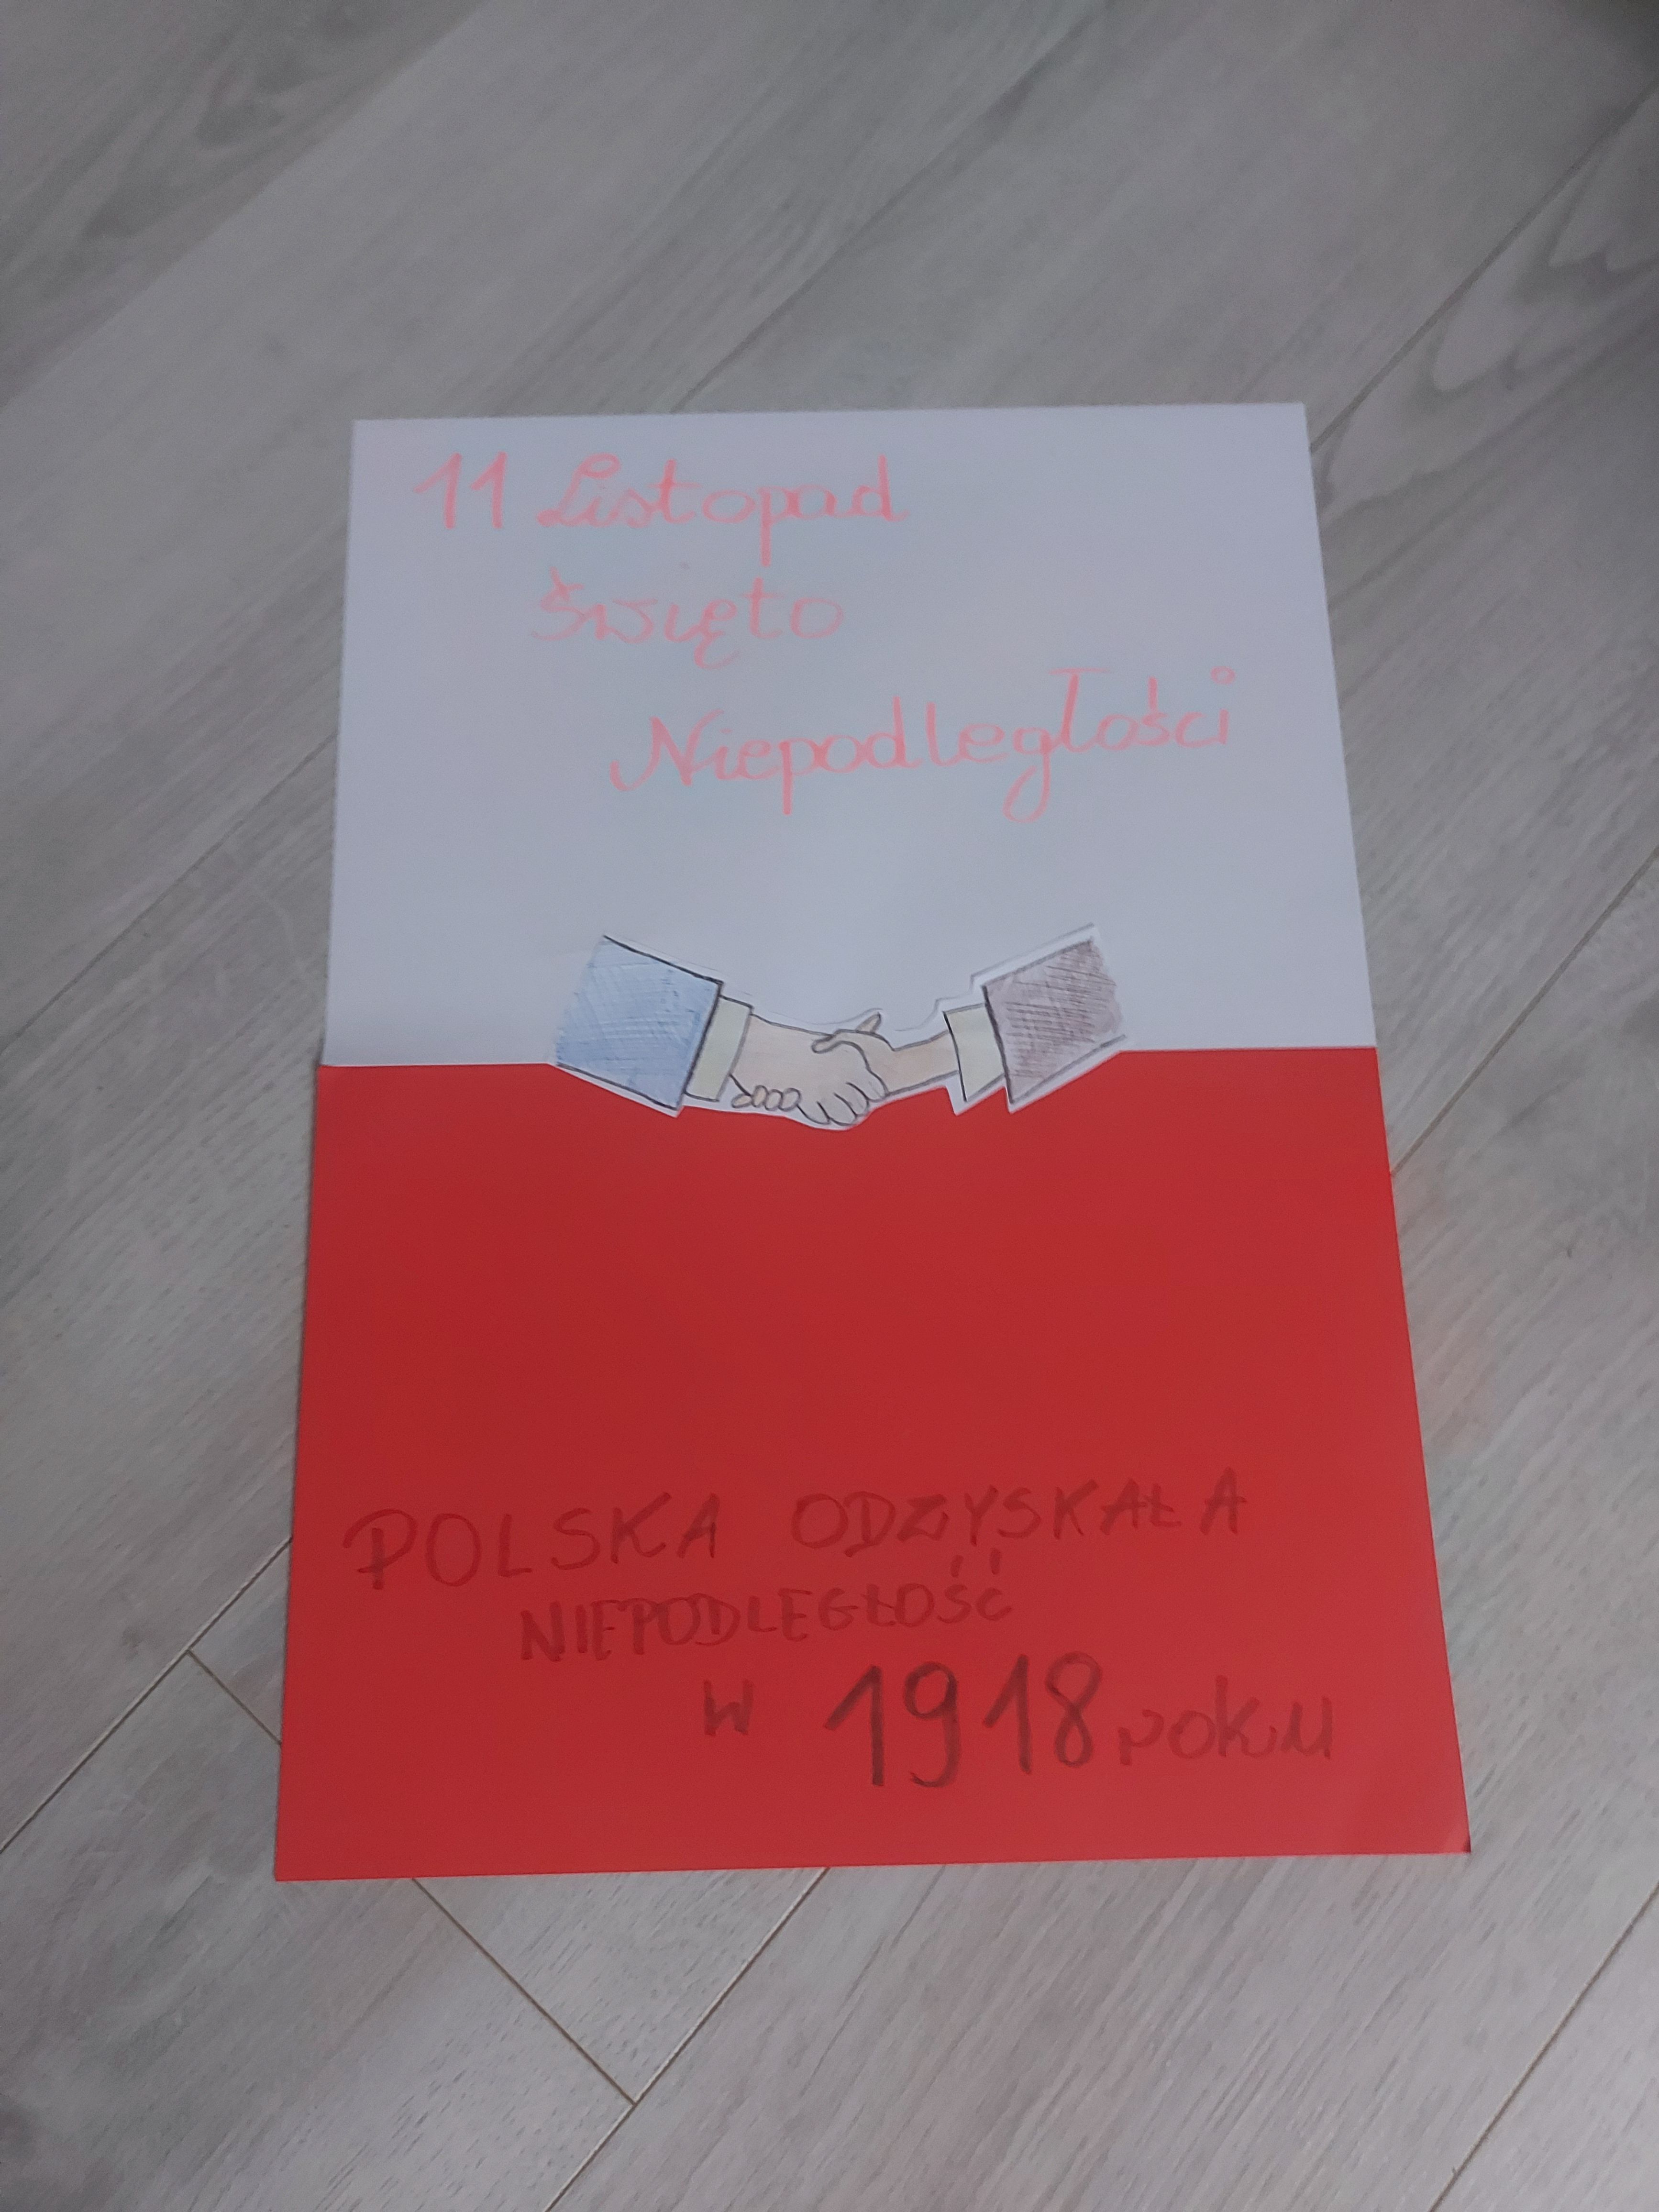 11 Listopad
Święto
Niepodległości
POLSKA ODZYSKAŁA
NIEPODLEGŁOŚĆ
W 1918 roku